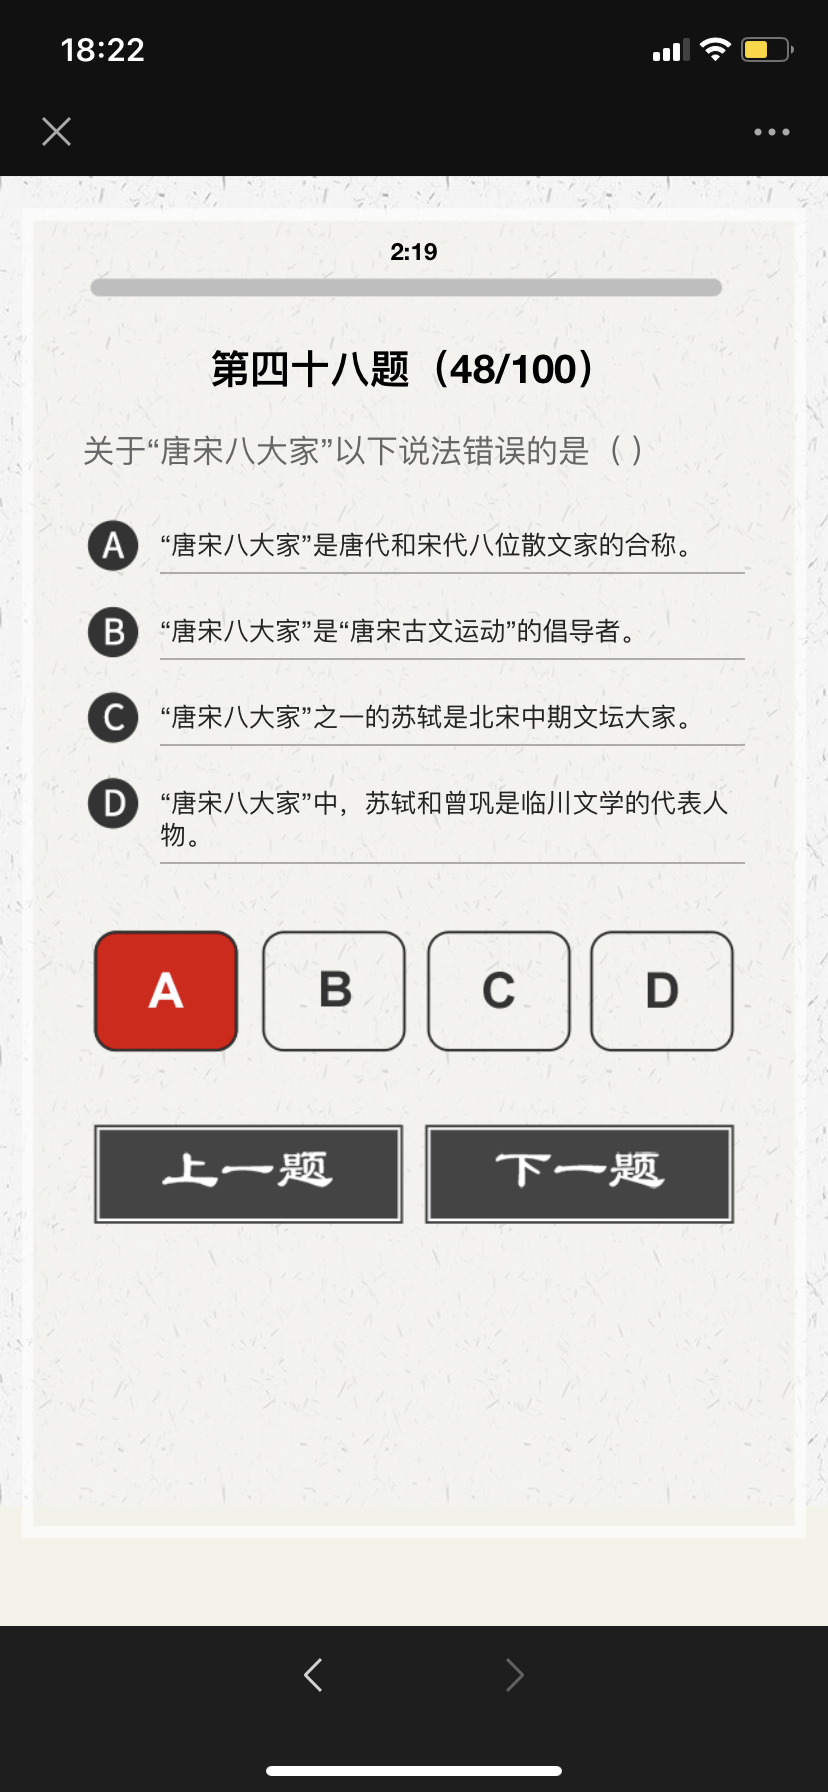 18:22
2:19
第四十八题（48/100）
关于“唐宋八大家”以下说法错误的是（ ）
A “唐宋八大家”是唐代和宋代八位散文家的合称。
B “唐宋八大家”是“唐宋古文运动”的倡导者。
C “唐宋八大家”之一的苏轼是北宋中期文坛大家。
D “唐宋八大家”中，苏轼和曾巩是临川文学的代表人
物。
A B C D
上一题 下一题